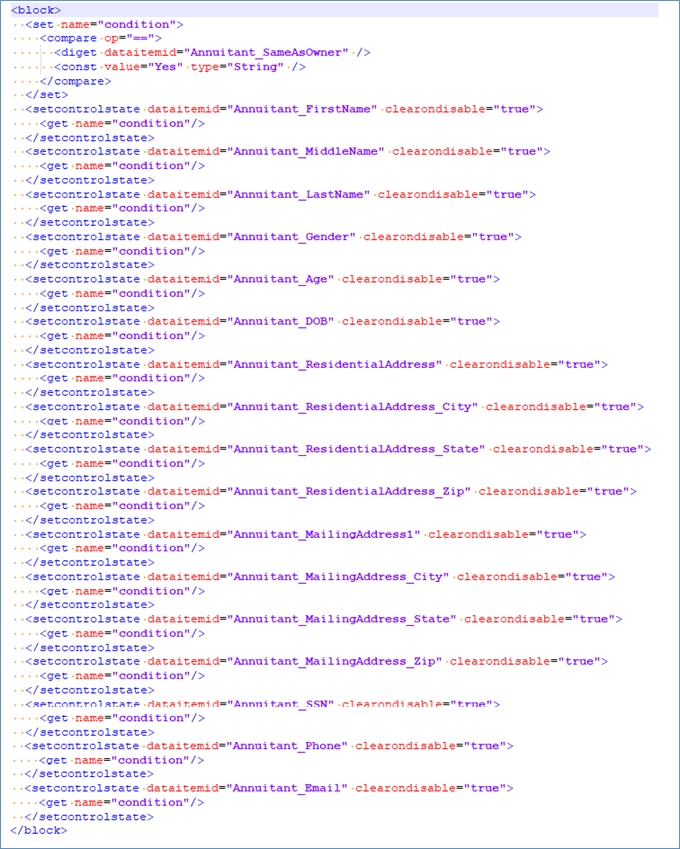 <block>
  <set name="condition">
    <compare op="==">
      <diget dataitemid="Annuitant_SameAsOwner" />
      <const value="Yes" type="String" />
    </compare>
  </set>
  <setcontrolstate dataitemid="Annuitant_FirstName" clearondisable="true">
    <get name="condition"/>
  </setcontrolstate>
  <setcontrolstate dataitemid="Annuitant_MiddleName" clearondisable="true">
    <get name="condition"/>
  </setcontrolstate>
  <setcontrolstate dataitemid="Annuitant_LastName" clearondisable="true">
    <get name="condition"/>
  </setcontrolstate>
  <setcontrolstate dataitemid="Annuitant_Gender" clearondisable="true">
    <get name="condition"/>
  </setcontrolstate>
  <setcontrolstate dataitemid="Annuitant_Age" clearondisable="true">
    <get name="condition"/>
  </setcontrolstate>
  <setcontrolstate dataitemid="Annuitant_DOB" clearondisable="true">
    <get name="condition"/>
  </setcontrolstate>
  <setcontrolstate dataitemid="Annuitant_ResidentialAddress" clearondisable="true">
    <get name="condition"/>
  </setcontrolstate>
  <setcontrolstate dataitemid="Annuitant_ResidentialAddress_City" clearondisable="true">
    <get name="condition"/>
  </setcontrolstate>
  <setcontrolstate dataitemid="Annuitant_ResidentialAddress_State" clearondisable="true">
    <get name="condition"/>
  </setcontrolstate>
  <setcontrolstate dataitemid="Annuitant_ResidentialAddress_Zip" clearondisable="true">
    <get name="condition"/>
  </setcontrolstate>
  <setcontrolstate dataitemid="Annuitant_MailingAddress1" clearondisable="true">
    <get name="condition"/>
  </setcontrolstate>
  <setcontrolstate dataitemid="Annuitant_MailingAddress_City" clearondisable="true">
    <get name="condition"/>
  </setcontrolstate>
  <setcontrolstate dataitemid="Annuitant_MailingAddress_State" clearondisable="true">
    <get name="condition"/>
  </setcontrolstate>
  <setcontrolstate dataitemid="Annuitant_MailingAddress_Zip" clearondisable="true">
    <get name="condition"/>
  </setcontrolstate>
  <setcontrolstate dataitemid="Annuitant_SSN" clearondisable="true">
    <get name="condition"/>
  </setcontrolstate>
  <setcontrolstate dataitemid="Annuitant_Phone" clearondisable="true">
    <get name="condition"/>
  </setcontrolstate>
  <setcontrolstate dataitemid="Annuitant_Email" clearondisable="true">
    <get name="condition"/>
  </setcontrolstate>
</block>